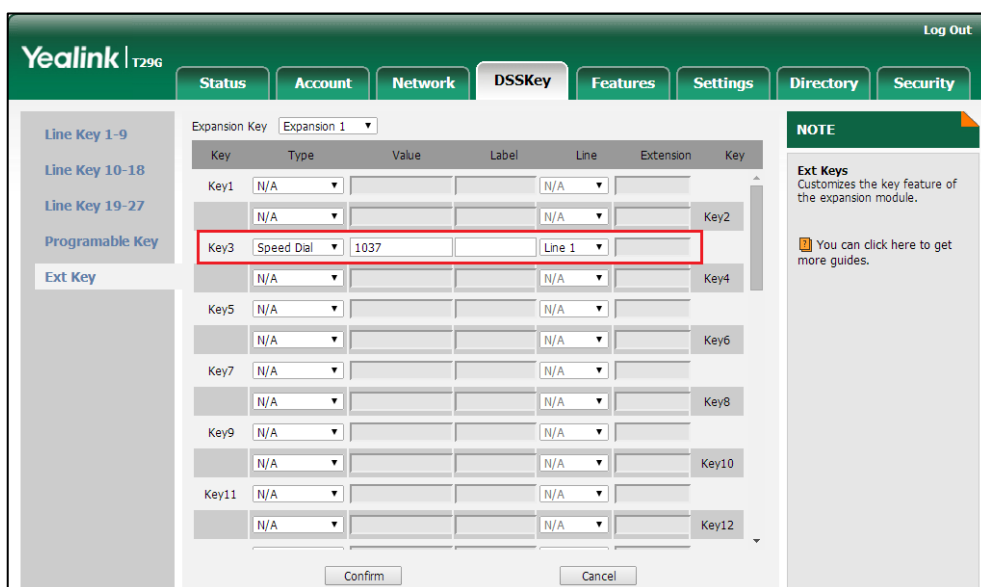 Log Out
Yealink T29G
Status Account Network DSSKey Features Settings Directory Security
Line Key 1-9
Line Key 10-18
Line Key 19-27
Programable Key
Ext Key
Expansion Key Expansion 1
Key Type Value Label Line Extension Key
Key1 N/A N/A
N/A N/A Key2
Key3 Speed Dial 1037 Line 1
N/A N/A Key4
Key5 N/A N/A
N/A N/A Key6
Key7 N/A N/A
N/A N/A Key8
Key9 N/A N/A
N/A N/A Key10
Key11 N/A N/A
N/A N/A Key12
Confirm Cancel
NOTE
Ext Keys
Customizes the key feature of
the expansion module.
? You can click here to get
more guides.